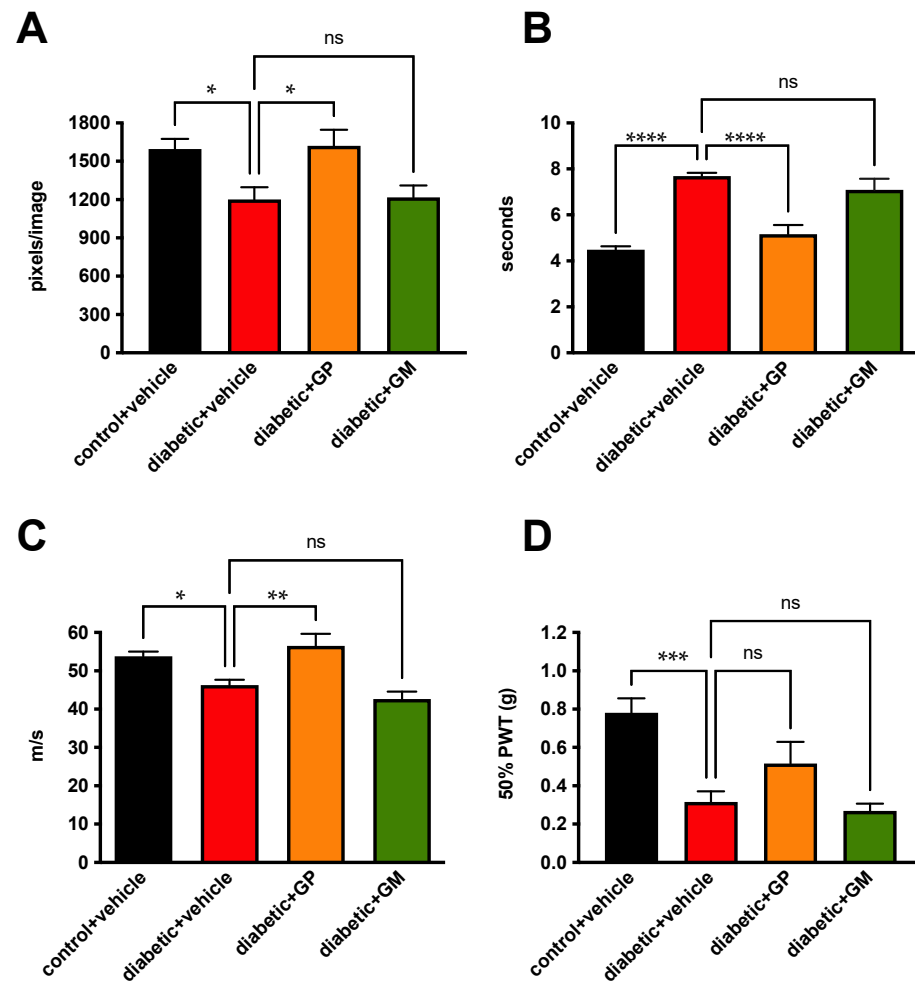 A
ns
*
*
1800
1500
1200
900
600
300
0
pixels/image
control+vehicle
diabetic+vehicle
diabetic+GP
diabetic+GM
B
ns
****
****
10
8
6
4
2
0
seconds
control+vehicle
diabetic+vehicle
diabetic+GP
diabetic+GM
C
ns
*
**
60
50
40
30
20
10
0
m/s
control+vehicle
diabetic+vehicle
diabetic+GP
diabetic+GM
D
ns
***
ns
1.2
1.0
0.8
0.6
0.4
0.2
0.0
50% PWT (g)
control+vehicle
diabetic+vehicle
diabetic+GP
diabetic+GM